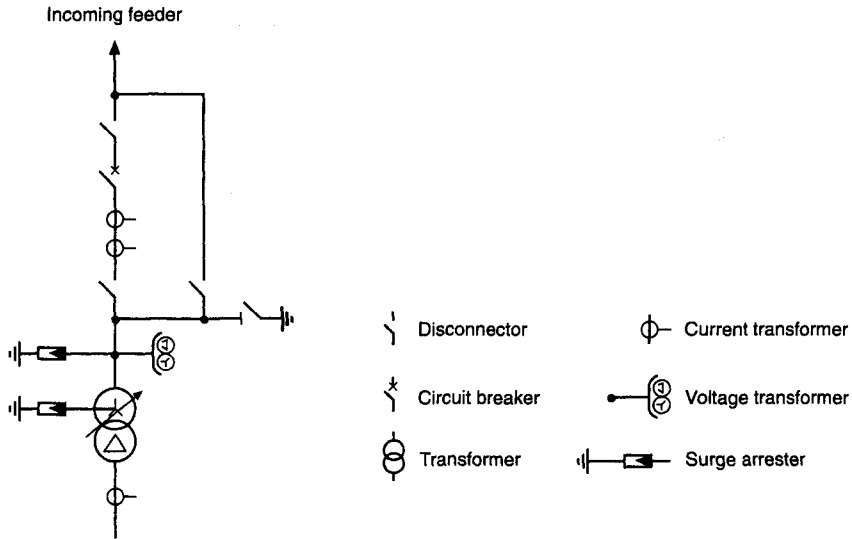 Incoming feeder
Disconnector
Current transformer
Circuit breaker
Voltage transformer
Transformer
Surge arrester